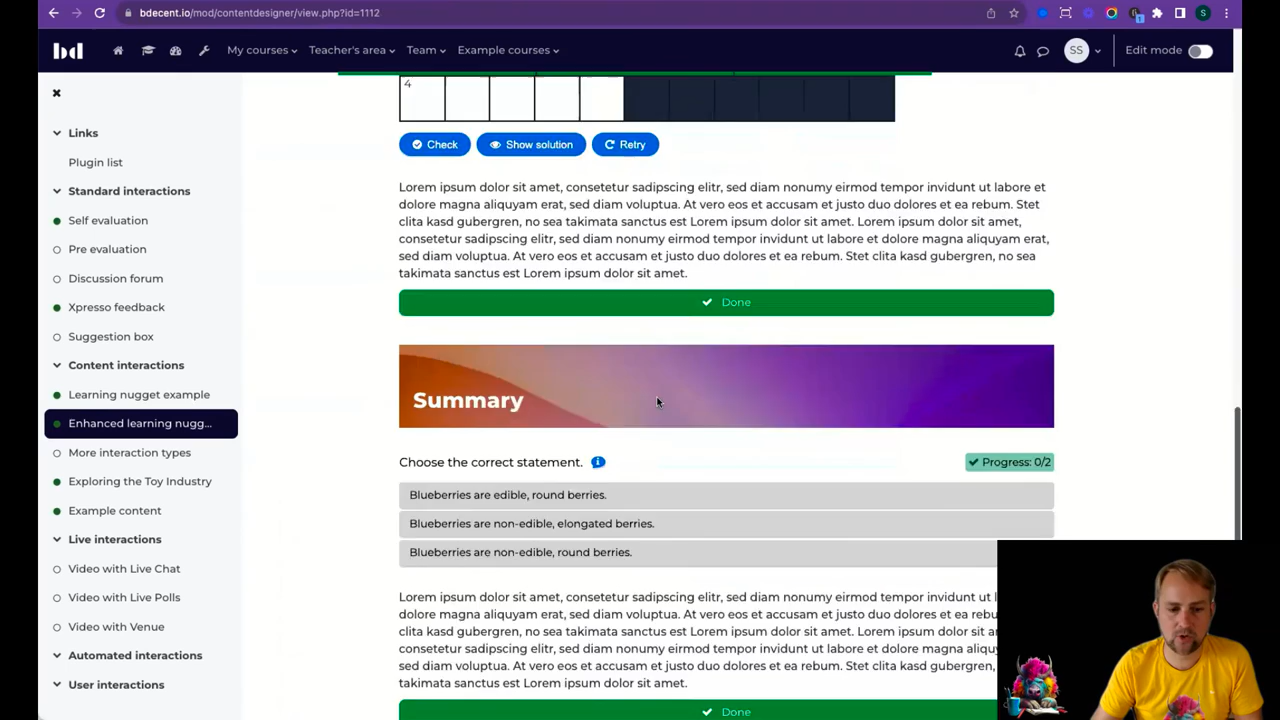 bdecent.io/mod/contentdesigner/view.php?id=1112
S
bd
My courses
Teacher's area
Team
Example courses
SS
Edit mode
Links
Plugin list
Standard interactions
Self evaluation
Pre evaluation
Discussion forum
Xpresso feedback
Suggestion box
Content interactions
Learning nugget example
Enhanced learning nugg...
More interaction types
Exploring the Toy Industry
Example content
Live interactions
Video with Live Chat
Video with Live Polls
Video with Venue
Automated interactions
User interactions
4
Check
Show solution
Retry
Lorem ipsum dolor sit amet, consetetur sadipscing elitr, sed diam nonumy eirmod tempor invidunt ut labore et
dolore magna aliquyam erat, sed diam voluptua. At vero eos et accusam et justo duo dolores et ea rebum. Stet
clita kasd gubergren, no sea takimata sanctus est Lorem ipsum dolor sit amet. Lorem ipsum dolor sit amet,
consetetur sadipscing elitr, sed diam nonumy eirmod tempor invidunt ut labore et dolore magna aliquyam erat,
sed diam voluptua. At vero eos et accusam et justo duo dolores et ea rebum. Stet clita kasd gubergren, no sea
takimata sanctus est Lorem ipsum dolor sit amet.
Done
Summary
Choose the correct statement.
Progress: 0/2
Blueberries are edible, round berries.
Blueberries are non-edible, elongated berries.
Blueberries are non-edible, round berries.
Lorem ipsum dolor sit amet, consetetur sadipscing elitr, sed diam nonumy eirmod tempor invidunt
dolore magna aliquyam erat, sed diam voluptua. At vero eos et accusam et justo duo dolores et ea
clita kasd gubergren, no sea takimata sanctus est Lorem ipsum dolor sit amet. Lorem ipsum dolor
consetetur sadipscing elitr, sed diam nonumy eirmod tempor invidunt ut labore et dolore magna
sed diam voluptua. At vero eos et accusam et justo duo dolores et ea rebum. Stet clita kasd
takimata sanctus est Lorem ipsum dolor sit amet.
Done